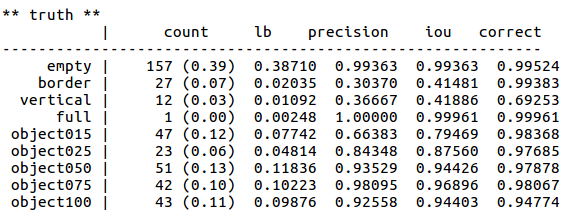 ** truth **
| count lb precision iou correct
----------------------------------------------------------------
empty | 157 (0.39) 0.38710 0.99363 0.99363 0.99524
border | 27 (0.07) 0.02035 0.30370 0.41481 0.99383
vertical | 12 (0.03) 0.01092 0.36667 0.41886 0.69253
full | 1 (0.00) 0.00248 1.00000 0.99961 0.99961
object015 | 47 (0.12) 0.07742 0.66383 0.79469 0.98368
object025 | 23 (0.06) 0.04814 0.84348 0.87560 0.97685
object050 | 51 (0.13) 0.11836 0.93529 0.94426 0.97878
object075 | 42 (0.10) 0.10223 0.98095 0.96896 0.98067
object100 | 43 (0.11) 0.09876 0.92558 0.94403 0.94774